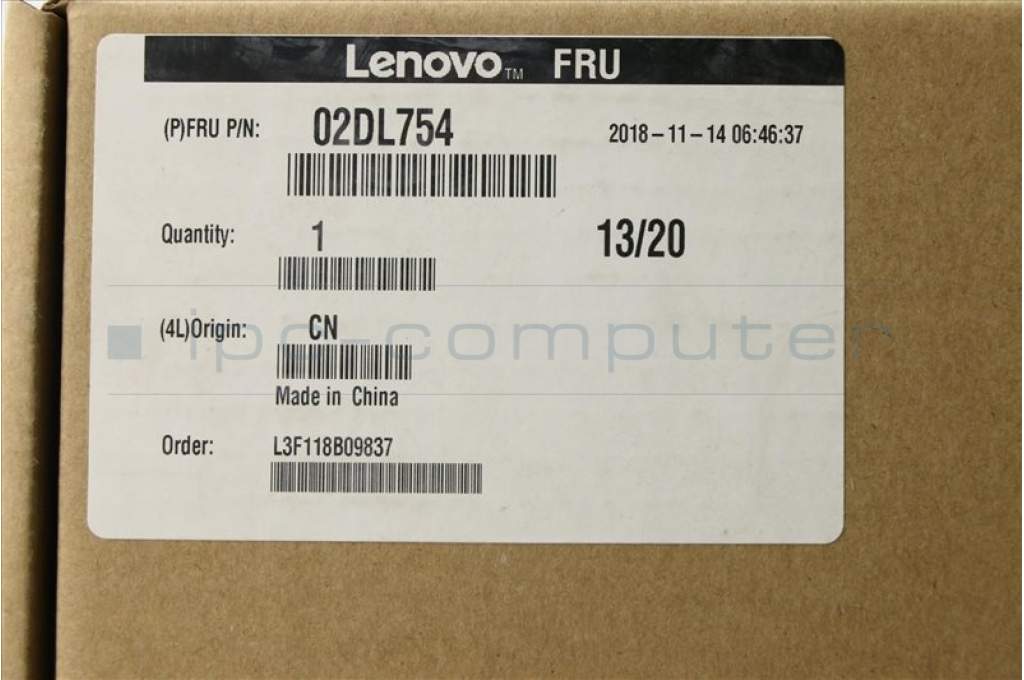 Lenovo™ FRU
(P)FRU P/N: 02DL754 2018-11-14 06:46:37
Quantity: 1 13/20
(4L)Origin: CN
ipc-computer
Made in China
Order: L3F118B09837